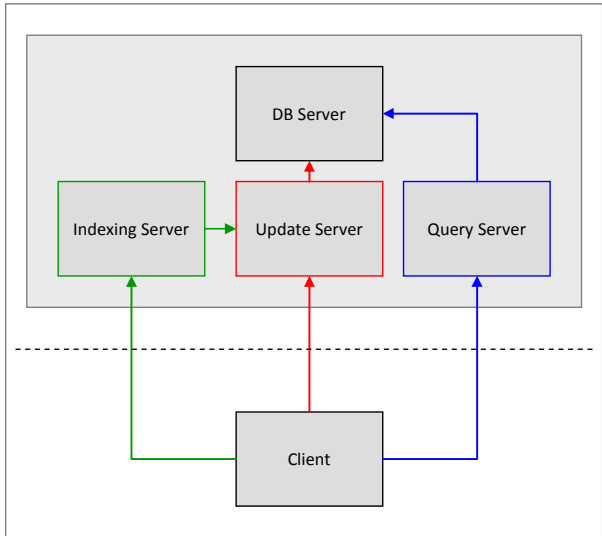 DB Server
Indexing Server
Update Server
Query Server
Client